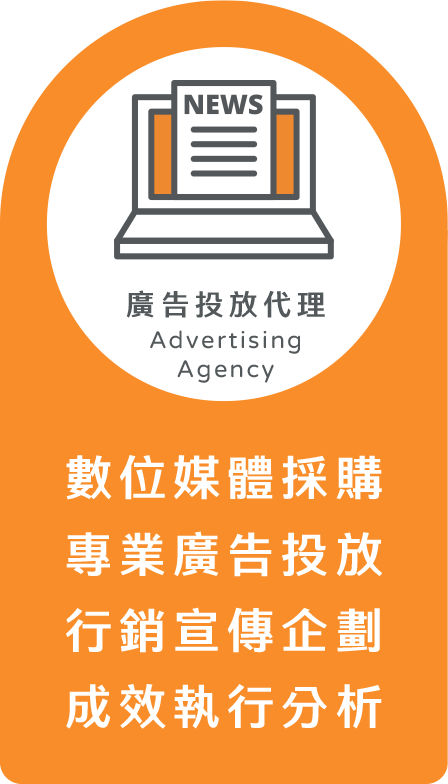 NEWS
廣告投放代理
Advertising
Agency
數位媒體採購
專業廣告投放
行銷宣傳企劃
成效執行分析